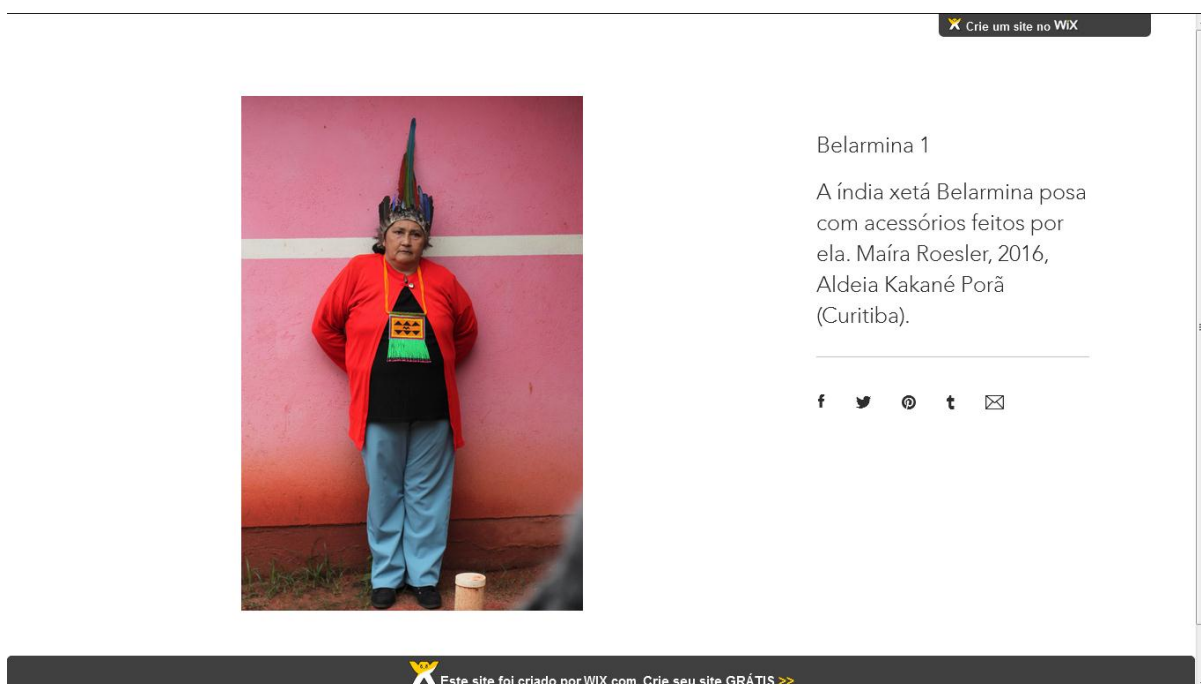 Crie um site no WiX
Belarmina 1
A índia xetá Belarmina posa
com acessórios feitos por
ela. Maíra Roesler, 2016,
Aldeia Kakané Porã
(Curitiba).
Este site foi criado por WIX.com. Crie seu site GRÁTIS >>